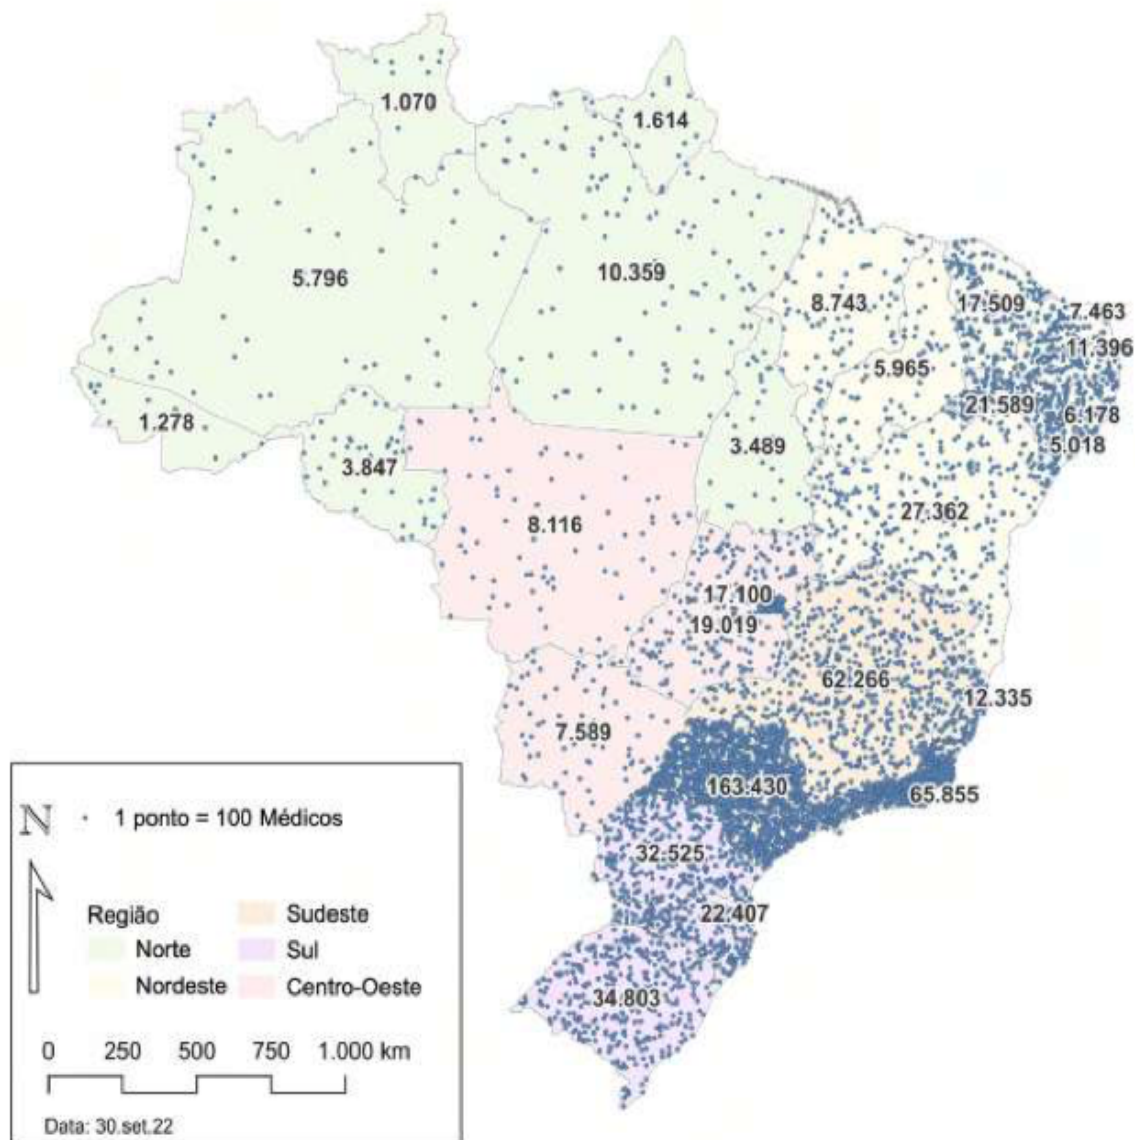 1.070
1.614
5.796
10.359
8.743
17.509
7.463
11.396
5.965
21.589
6.178
1.278
3.847
3.489
5.018
8.116
27.362
17.100
19.019
62.266
12.335
7.589
163.430
65.855
32.525
22.407
34.803
N
1 ponto = 100 Médicos
Região
Norte
Nordeste
Sudeste
Sul
Centro-Oeste
0 250 500 750 1.000 km
Data: 30.set.22